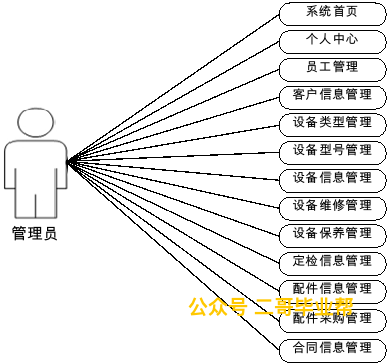 系统首页
个人中心
员工管理
客户信息管理
设备类型管理
设备型号管理
设备信息管理
设备维修管理
设备保养管理
定检信息管理
配件信息管理
配件采购管理
合同信息管理
管理员
公众号 二哥毕业帮